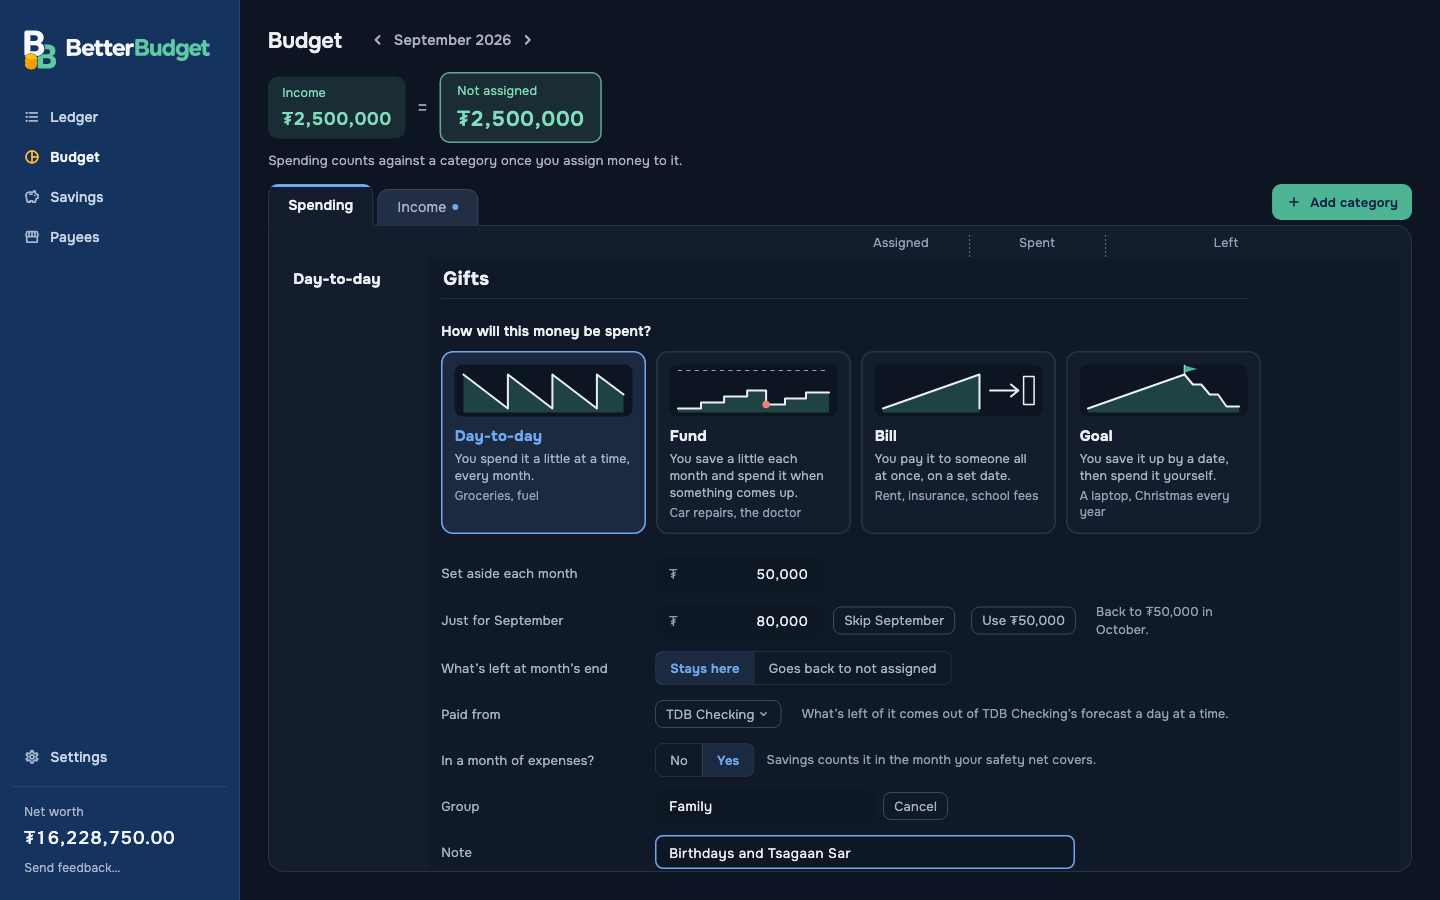 BetterBudget
Ledger
Budget
Savings
Payees
Settings
Net worth
₮16,228,750.00
Send feedback...
Budget
September 2026
Income
₮2,500,000
=
Not assigned
₮2,500,000
Spending counts against a category once you assign money to it.
Spending
Income
+ Add category
Assigned
Spent
Left
Day-to-day
Gifts
How will this money be spent?
Day-to-day
You spend it a little at a time,
every month.
Groceries, fuel
Fund
You save a little each
month and spend it when
something comes up.
Car repairs, the doctor
Bill
You pay it to someone all
at once, on a set date.
Rent, insurance, school fees
Goal
You save it up by a date,
then spend it yourself.
A laptop, Christmas every
year
Set aside each month
₮ 50,000
Just for September
₮ 80,000
Skip September
Use ₮50,000
Back to ₮50,000 in
October.
What's left at month's end
Stays here
Goes back to not assigned
Paid from
TDB Checking
What's left of it comes out of TDB Checking's forecast a day at a time.
In a month of expenses?
No
Yes
Savings counts it in the month your safety net covers.
Group
Family
Cancel
Note
Birthdays and Tsagaan Sar